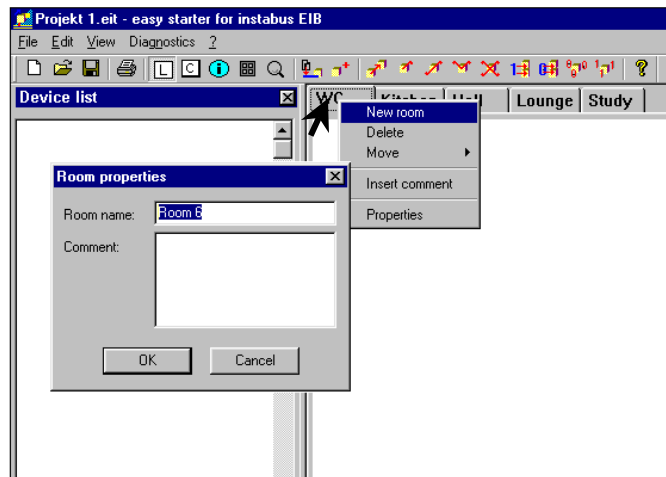 Projekt 1.eit - easy starter for instabus EIB
File Edit View Diagnostics ?
L C
Device list
Kitchen Lounge Study
New room
Delete
Move
Insert comment
Properties
Room properties
Room name: Room 6
Comment:
OK Cancel